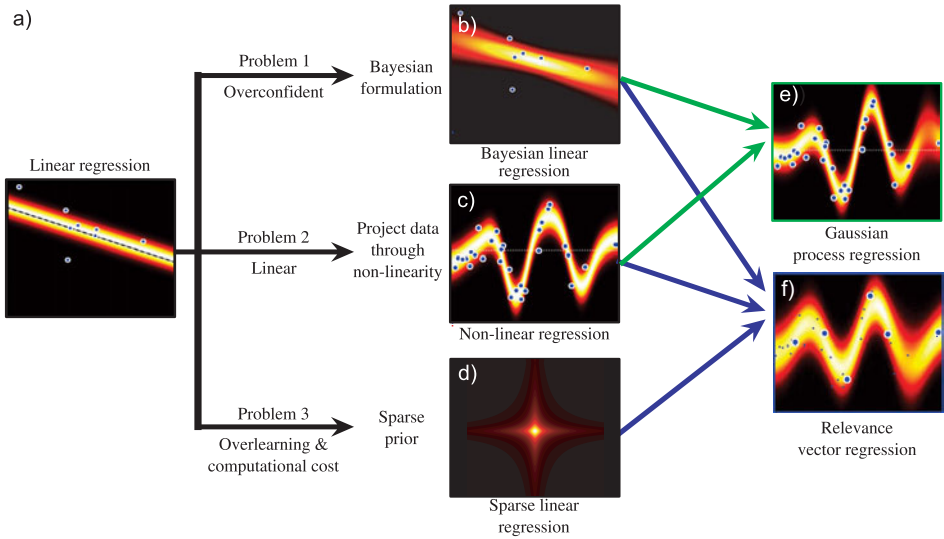 a)
Linear regression
Problem 1
Overconfident
Bayesian
formulation
b)
Bayesian linear
regression
Problem 2
Linear
Project data
through
non-linearity
c)
Non-linear regression
Problem 3
Overlearning &
computational cost
Sparse
prior
d)
Sparse linear
regression
e)
Gaussian
process regression
f)
Relevance
vector regression